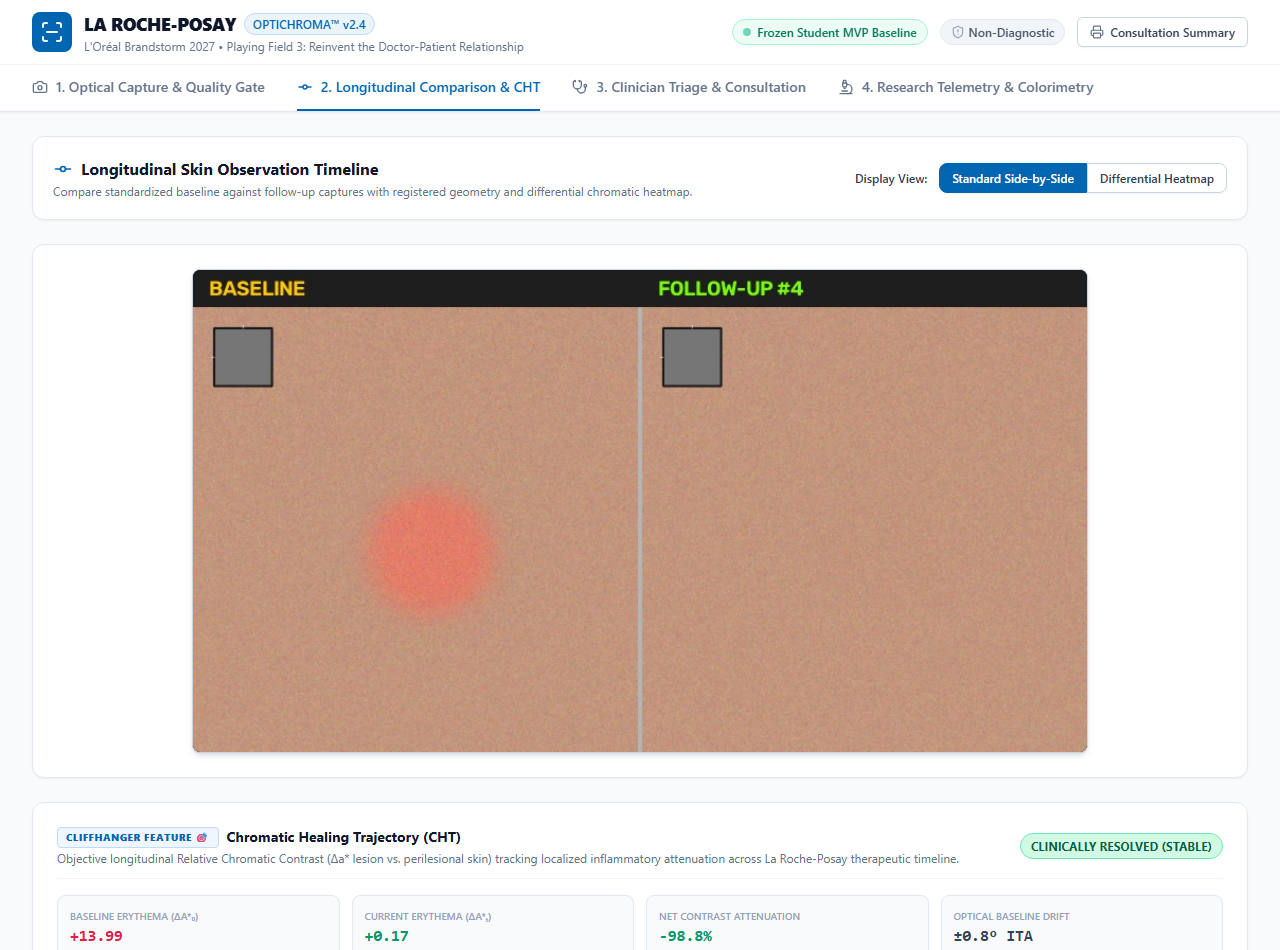 LA ROCHE-POSAY
OPTICHROMA™ v2.4
L'Oréal Brandstorm 2027 • Playing Field 3: Reinvent the Doctor-Patient Relationship
Frozen Student MVP Baseline
Non-Diagnostic
Consultation Summary
1. Optical Capture & Quality Gate
2. Longitudinal Comparison & CHT
3. Clinician Triage & Consultation
4. Research Telemetry & Colorimetry
Longitudinal Skin Observation Timeline
Compare standardized baseline against follow-up captures with registered geometry and differential chromatic heatmap.
Display View:
Standard Side-by-Side
Differential Heatmap
BASELINE
FOLLOW-UP #4
CLIFFHANGER FEATURE 🎯
Chromatic Healing Trajectory (CHT)
Objective longitudinal Relative Chromatic Contrast (Δa* lesion vs. perilesional skin) tracking localized inflammatory attenuation across La Roche-Posay therapeutic timeline.
CLINICALLY RESOLVED (STABLE)
BASELINE ERYTHEMA (ΔA*₀)
+13.99
CURRENT ERYTHEMA (ΔA*ₜ)
+0.17
NET CONTRAST ATTENUATION
-98.8%
OPTICAL BASELINE DRIFT
±0.8° ITA